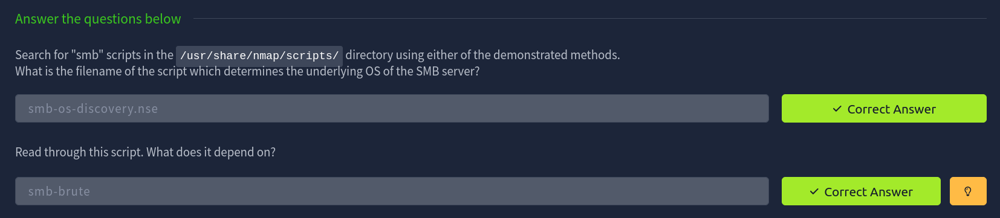 Answer the questions below
Search for "smb" scripts in the /usr/share/nmap/scripts/ directory using either of the demonstrated methods.
What is the filename of the script which determines the underlying OS of the SMB server?
smb-os-discovery.nse
Correct Answer
Read through this script. What does it depend on?
smb-brute
Correct Answer